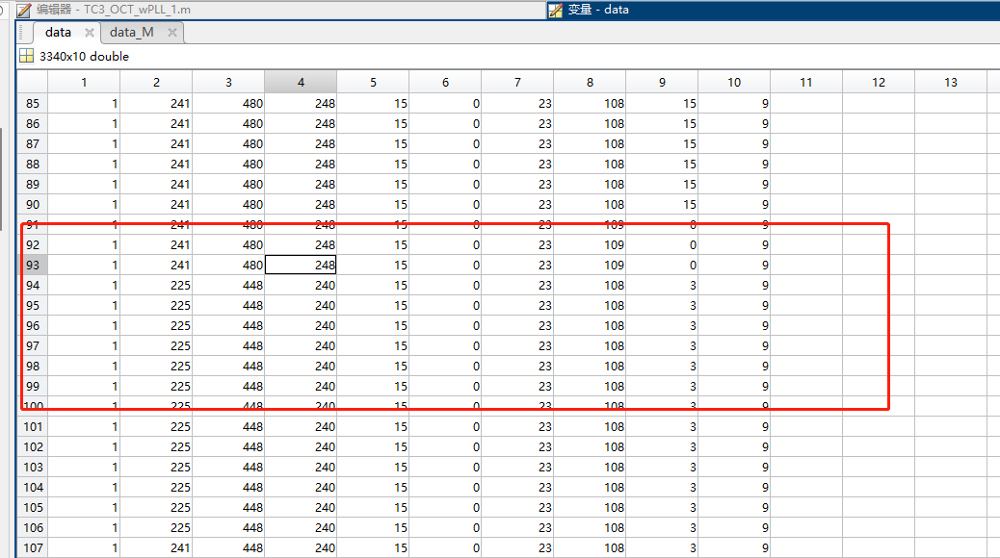 编辑器 - TC3_OCT_wPLL_1.m
变量 - data
data data_M
3340x10 double
1 2 3 4 5 6 7 8 9 10 11 12 13
85 1 241 480 248 15 0 23 108 15 9
86 1 241 480 248 15 0 23 108 15 9
87 1 241 480 248 15 0 23 108 15 9
88 1 241 480 248 15 0 23 108 15 9
89 1 241 480 248 15 0 23 108 15 9
90 1 241 480 248 15 0 23 108 15 9
91 1 241 480 248 15 0 23 109 0 9
92 1 241 480 248 15 0 23 109 0 9
93 1 241 480 248 15 0 23 109 0 9
94 1 225 448 240 15 0 23 108 3 9
95 1 225 448 240 15 0 23 108 3 9
96 1 225 448 240 15 0 23 108 3 9
97 1 225 448 240 15 0 23 108 3 9
98 1 225 448 240 15 0 23 108 3 9
99 1 225 448 240 15 0 23 108 3 9
100 1 225 448 240 15 0 23 108 3 9
101 1 225 448 240 15 0 23 108 3 9
102 1 225 448 240 15 0 23 108 3 9
103 1 225 448 240 15 0 23 108 3 9
104 1 225 448 240 15 0 23 108 3 9
105 1 225 448 240 15 0 23 108 3 9
106 1 225 448 240 15 0 23 108 3 9
107 1 241 448 240 15 0 23 108 3 9